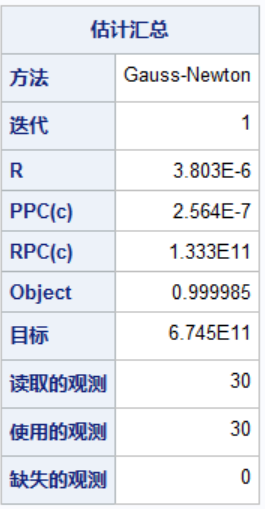 估计汇总
方法 Gauss-Newton
迭代 1
R 3.803E-6
PPC(c) 2.564E-7
RPC(c) 1.333E11
Object 0.999985
目标 6.745E11
读取的观测 30
使用的观测 30
缺失的观测 0